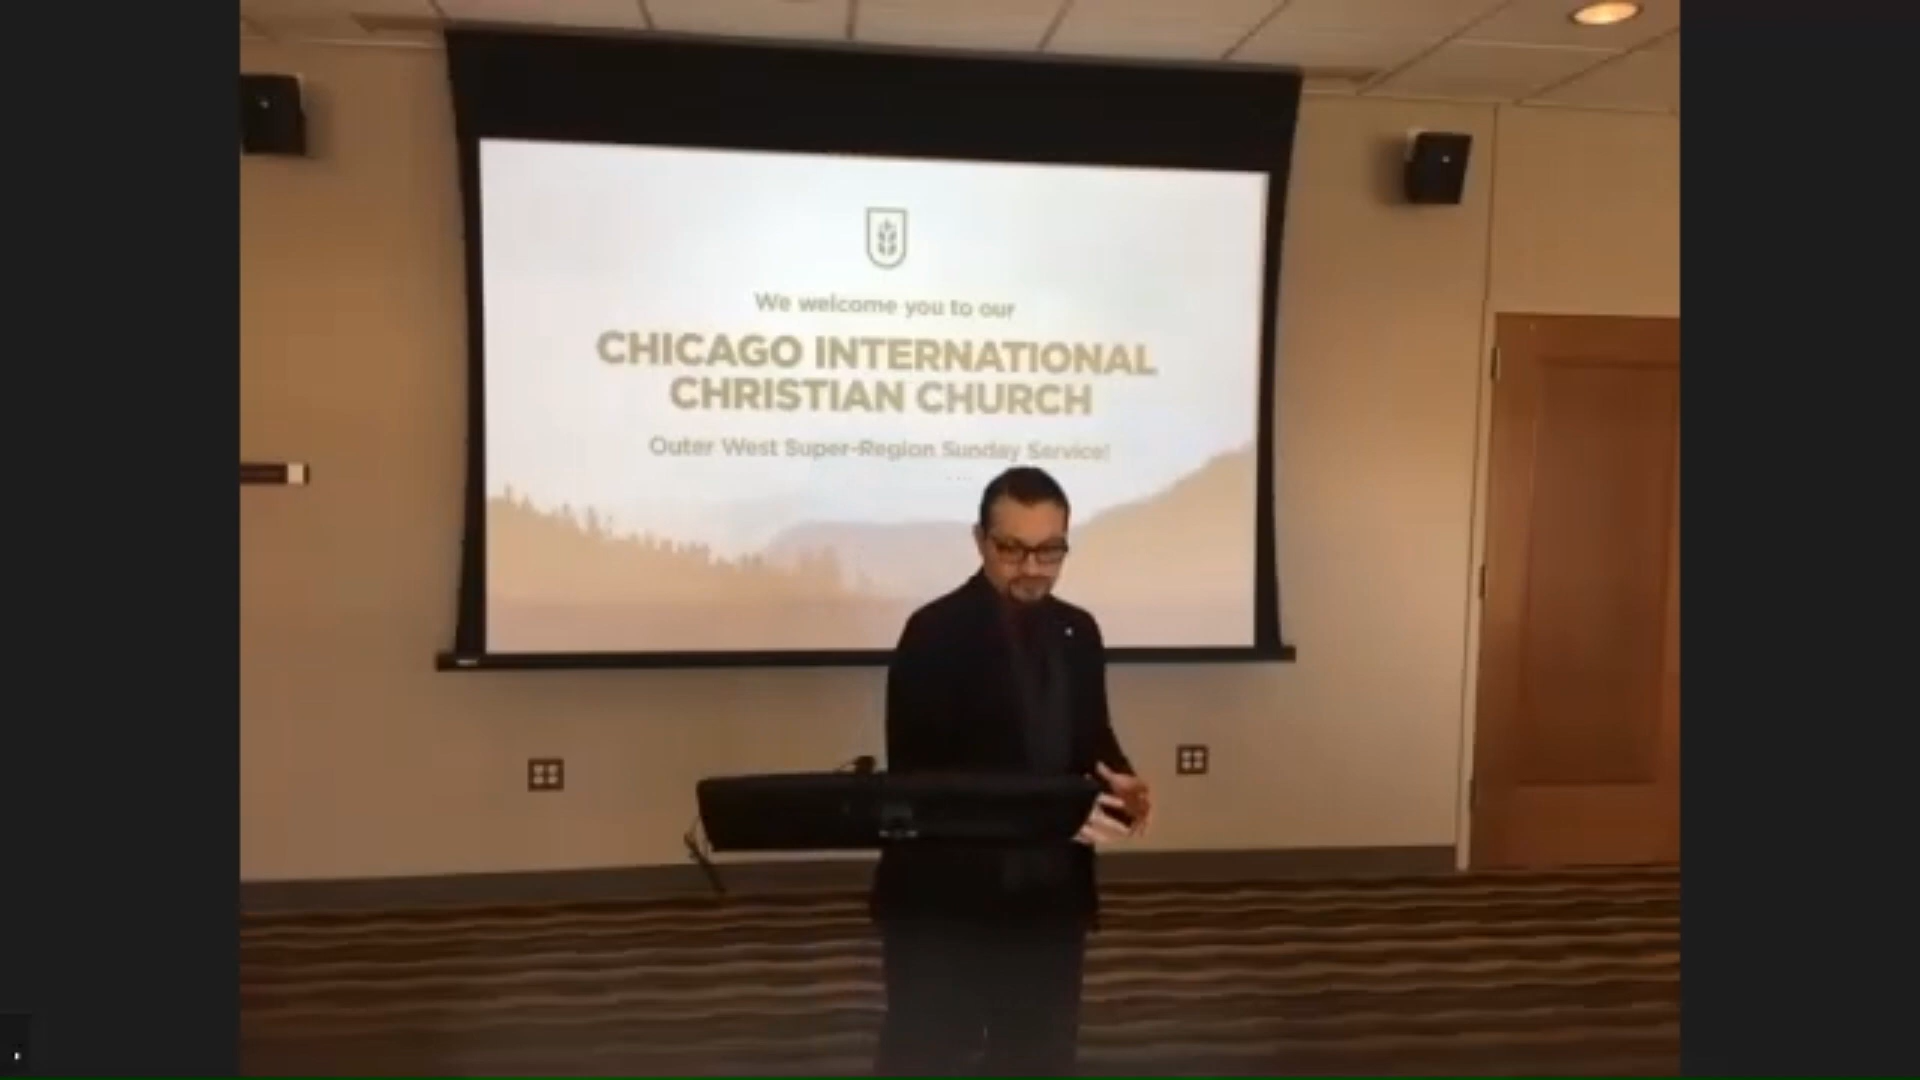 We welcome you to our
CHICAGO INTERNATIONAL
CHRISTIAN CHURCH
Outer West Super-Region Sunday Service!